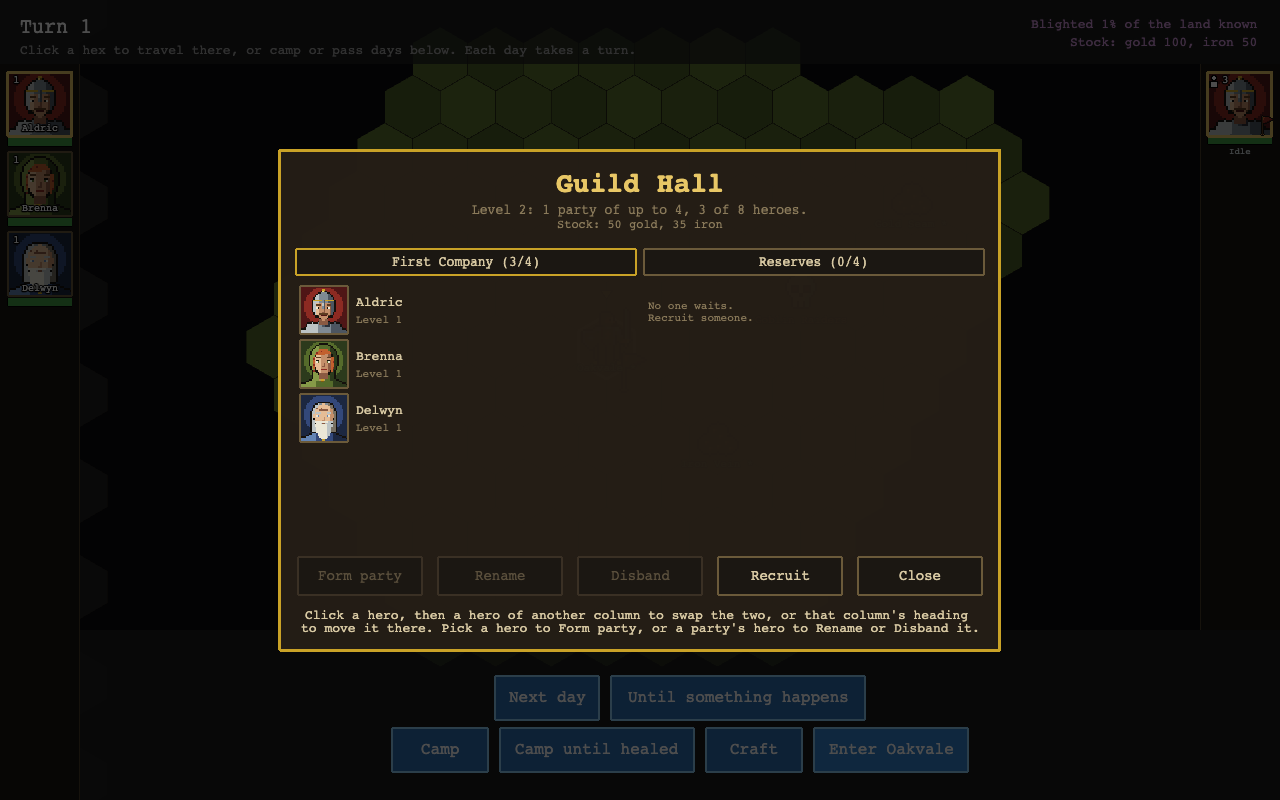 Turn 1
Click a hex to travel there, or camp or pass days below. Each day takes a turn.
Blighted 1% of the land known
Stock: gold 100, iron 50
1
Aldric
1
Brenna
1
Delwyn
3
Idle
Guild Hall
Level 2: 1 party of up to 4, 3 of 8 heroes.
Stock: 50 gold, 35 iron
First Company (3/4)
Reserves (0/4)
Aldric
Level 1
Brenna
Level 1
Delwyn
Level 1
No one waits.
Recruit someone.
Form party
Rename
Disband
Recruit
Close
Click a hero, then a hero of another column to swap the two, or that column's heading
to move it there. Pick a hero to Form party, or a party's hero to Rename or Disband it.
Next day
Until something happens
Camp
Camp until healed
Craft
Enter Oakvale